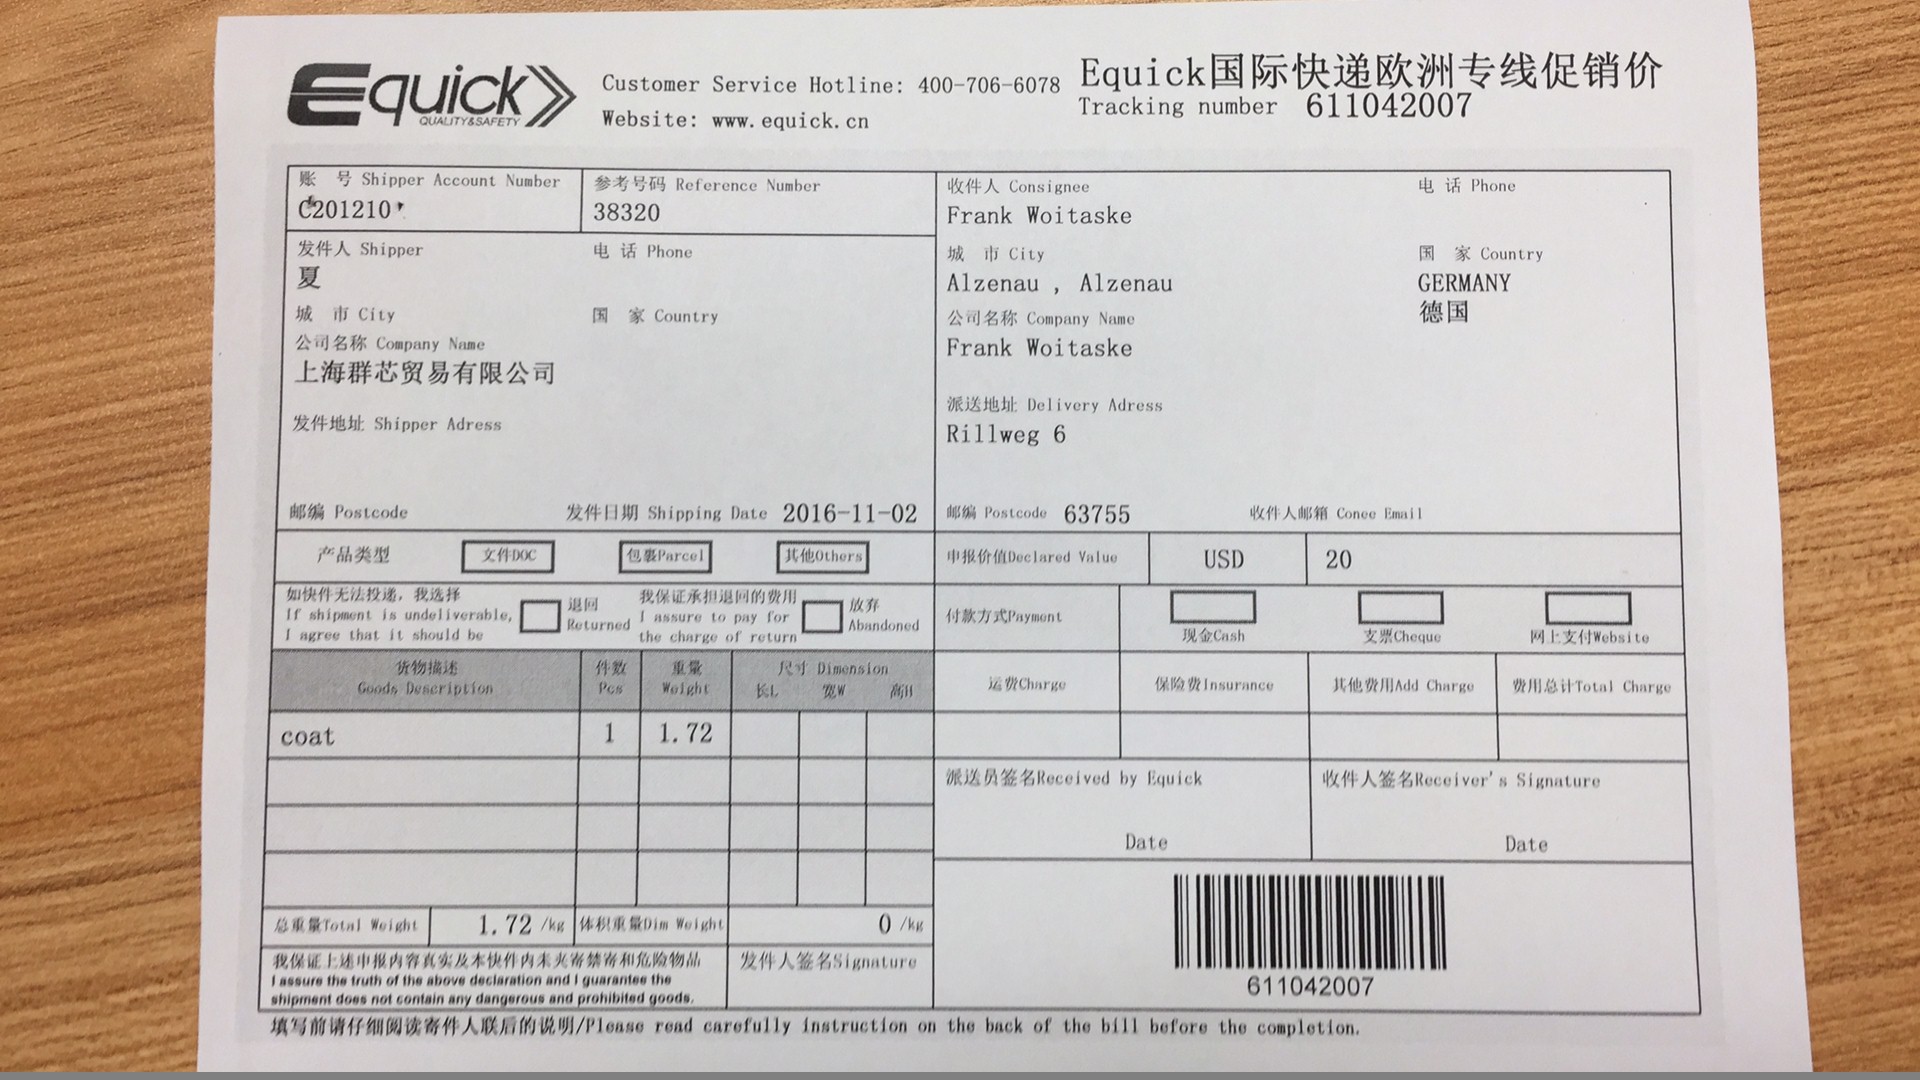 Equick
QUALITY&SAFETY
Customer Service Hotline: 400-706-6078
Website: www.equick.cn
Equick国际快递欧洲专线促销价
Tracking number 611042007
账 号 Shipper Account Number
C201210
参考号码 Reference Number
38320
发件人 Shipper
电 话 Phone
夏
城 市 City
国 家 Country
公司名称 Company Name
上海群芯贸易有限公司
发件地址 Shipper Adress
邮编 Postcode
发件日期 Shipping Date 2016-11-02
收件人 Consignee
电 话 Phone
Frank Woitaske
城 市 City
国 家 Country
Alzenau , Alzenau
GERMANY
德国
公司名称 Company Name
Frank Woitaske
派送地址 Delivery Adress
Rillweg 6
邮编 Postcode 63755
收件人邮箱 Conee Email
产品类型
文件DOC
包裹Parcel
其他Others
申报价值Declared Value
USD
20
如快件无法投递，我选择
If shipment is undeliverable,
I agree that it should be
退回
Returned
我保证承担退回的费用
I assure to pay for
the charge of return
放弃
Abandoned
付款方式Payment
现金Cash
支票Cheque
网上支付Website
货物描述
Goods Description
件数
Pcs
重量
Weight
尺寸 Dimension
长L
宽W
高H
运费Charge
保险费Insurance
其他费用Add Charge
费用总计Total Charge
coat
1
1.72
派送员签名Received by Equick
Date
收件人签名Receiver's Signature
Date
总重量Total Weight
1.72 /kg
体积重量Dim Weight
0 /kg
我保证上述申报内容真实及本快件内未夹寄禁寄和危险物品
I assure the truth of the above declaration and I guarantee the
shipment does not contain any dangerous and prohibited goods.
发件人签名Signature
611042007
填写前请仔细阅读寄件人联后的说明/Please read carefully instruction on the back of the bill before the completion.